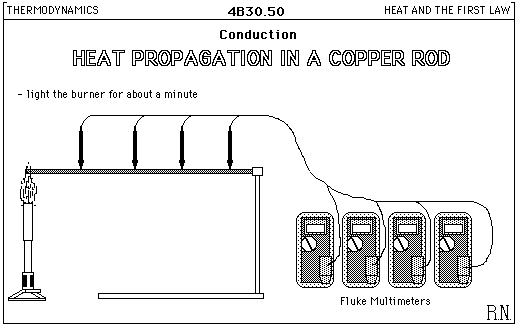 THERMODYNAMICS 4B30.50 HEAT AND THE FIRST LAW
Conduction
HEAT PROPAGATION IN A COPPER ROD
- light the burner for about a minute
Fluke Multimeters
R.N.